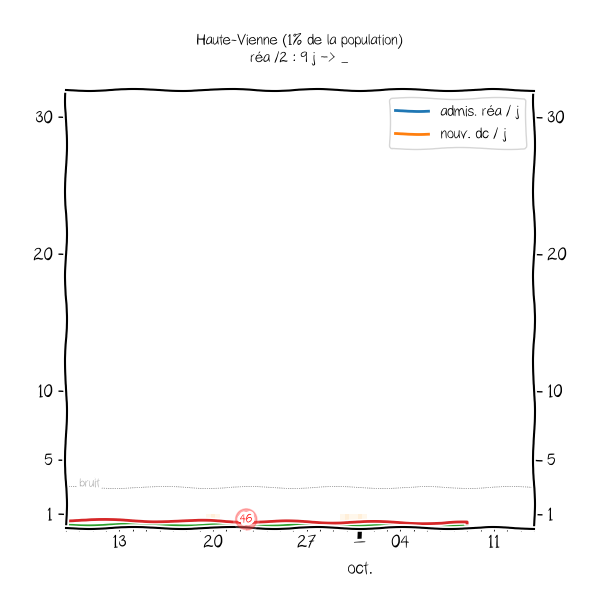 Haute-Vienne (1% de la population)
réa /2 : 9 j -> _
admis. réa / j
nouv. dc / j
30 30
20 20
10 10
5 5
bruit
1 46 1
13 20 27 1 04 11
oct.